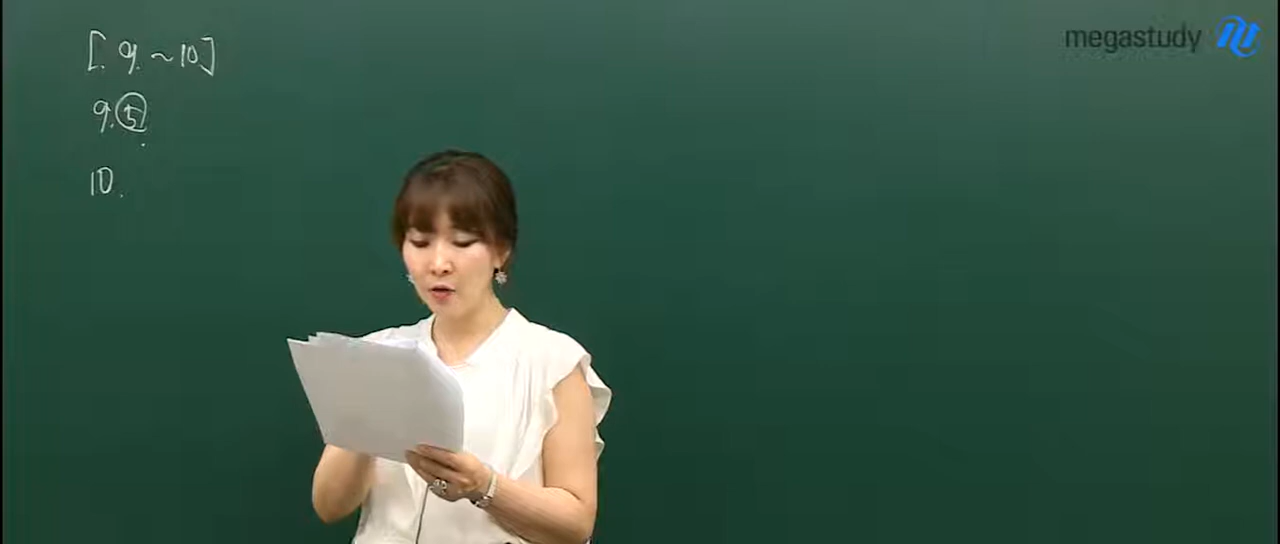 [. 9. ~ 10.]
megastudy
9. ⑤
10.